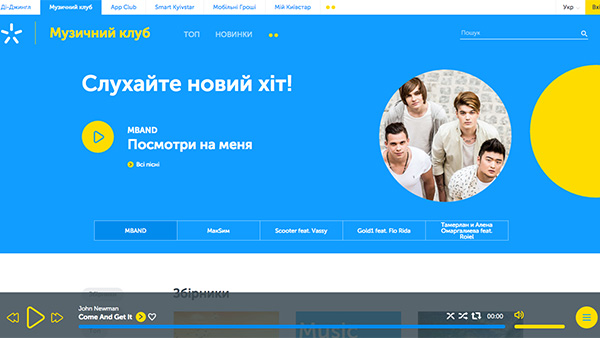 Ді-Джингл Музичний клуб App Club Smart Kyivstar Мобільні Гроші Мій Київстар Укр
Музичний клуб ТОП НОВИНКИ Пошук
Слухайте новий хіт!
MBAND
Посмотри на меня
Всі пісні
MBAND МакSим Scooter feat. Vassy Gold1 feat. Flo Rida Тамерлан и Алена
Омаргалиева feat.
Roiel
Збірники
John Newman
Come And Get It 00:00
Music